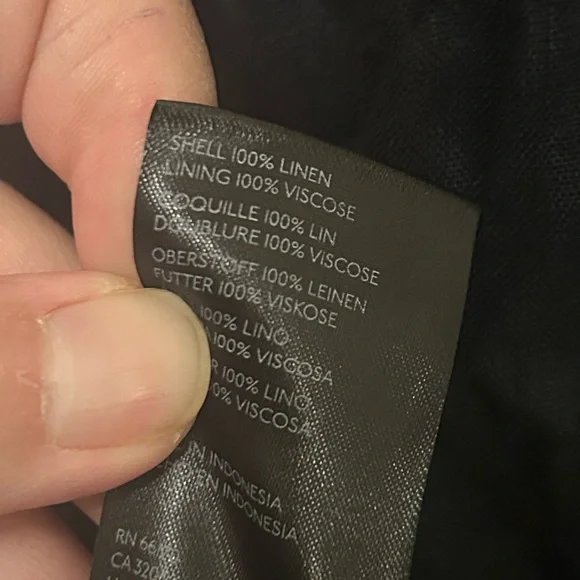 SHELL 100% LINEN
LINING 100% VISCOSE
COQUILLE 100% LIN
DOUBLURE 100% VISCOSE
OBERSTOFF 100% LEINEN
FUTTER 100% VISKOSE
100% LINO
100% VISCOSA
100% LINO
VISCOSA
IN INDONESIA
EN INDONESIA
RN
CA